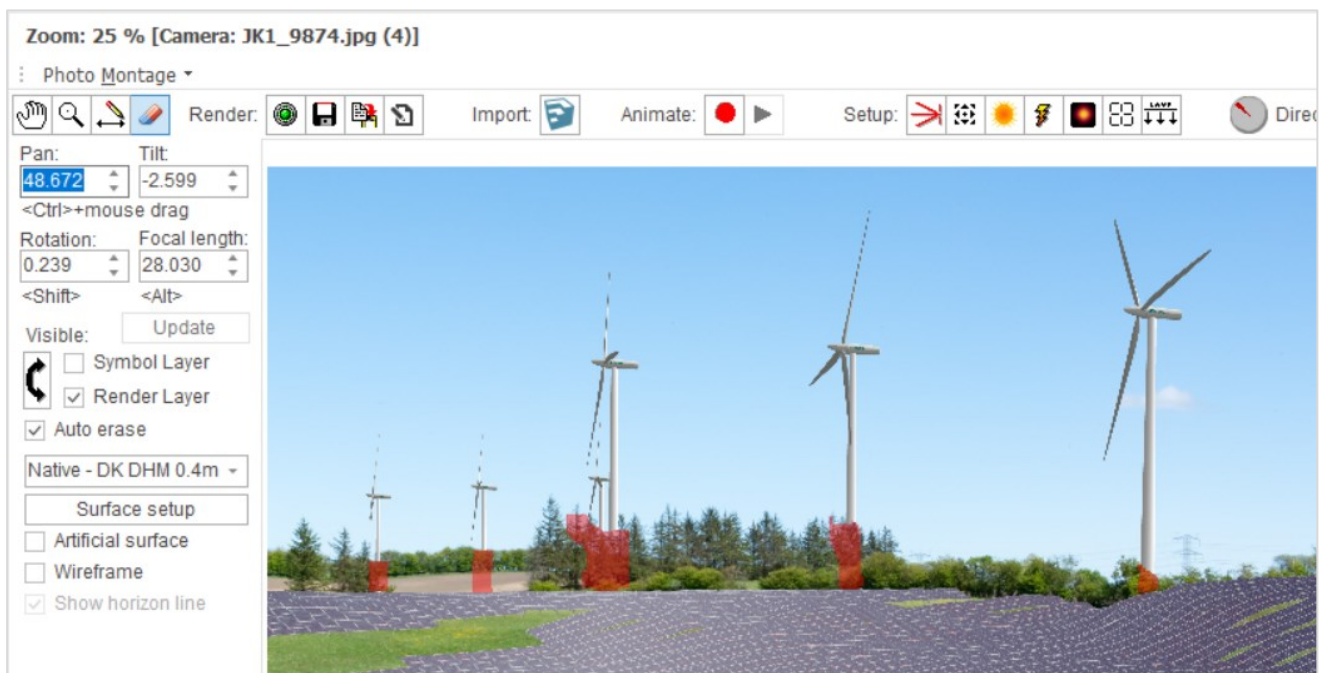 Zoom: 25 % [Camera: JK1_9874.jpg (4)]
Photo Montage
Render: Import: Animate: Setup: LAMP Direc
Pan: Tilt:
48.672 -2.599
<Ctrl>+mouse drag
Rotation: Focal length:
0.239 28.030
<Shift> <Alt>
Visible: Update
Symbol Layer
Render Layer
Auto erase
Native - DK DHM 0.4m
Surface setup
Artificial surface
Wireframe
Show horizon line